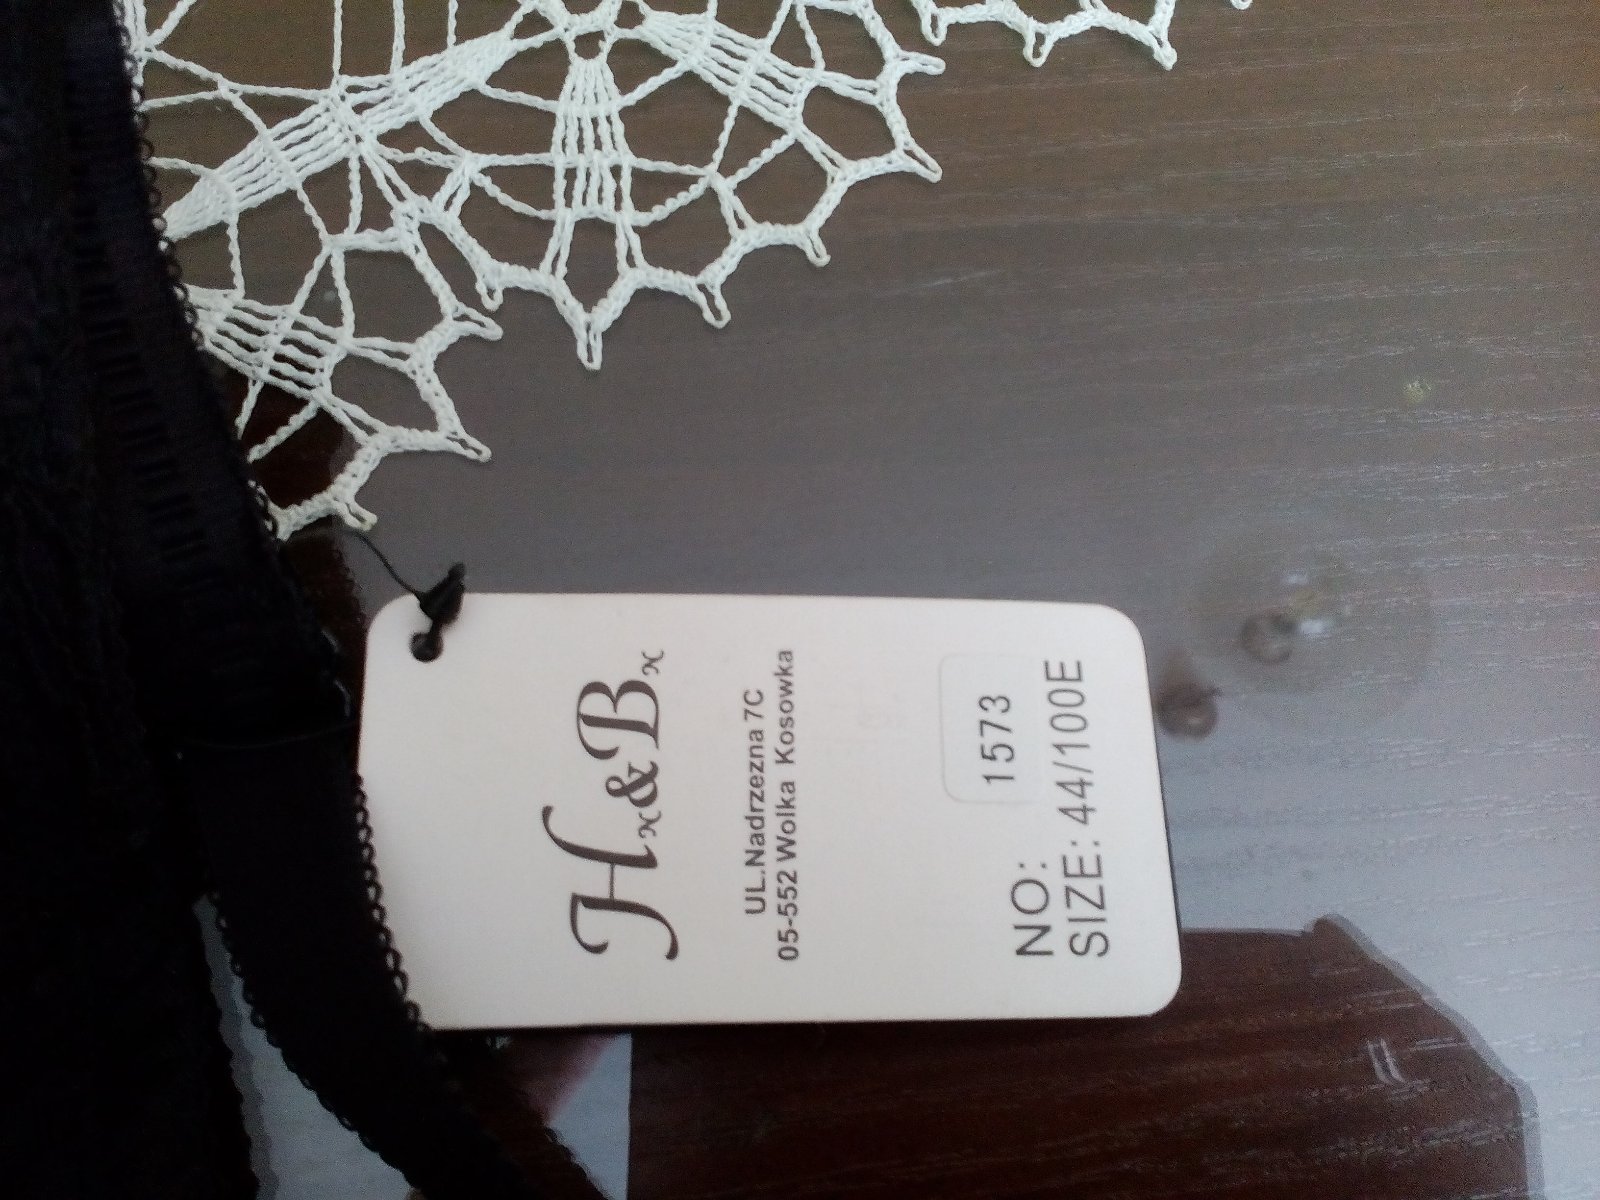 H&B
UL.Nadrzezna 7C
05-552 Wolka Kosowka
NO: 1573
SIZE: 44/100E